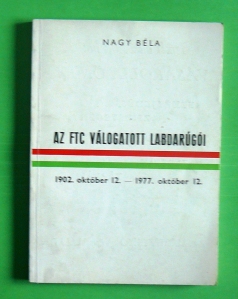 NAGY BÉLA
AZ FTC VÁLOGATOTT LABDARÚGÓI
1902. október 12. — 1977. október 12.